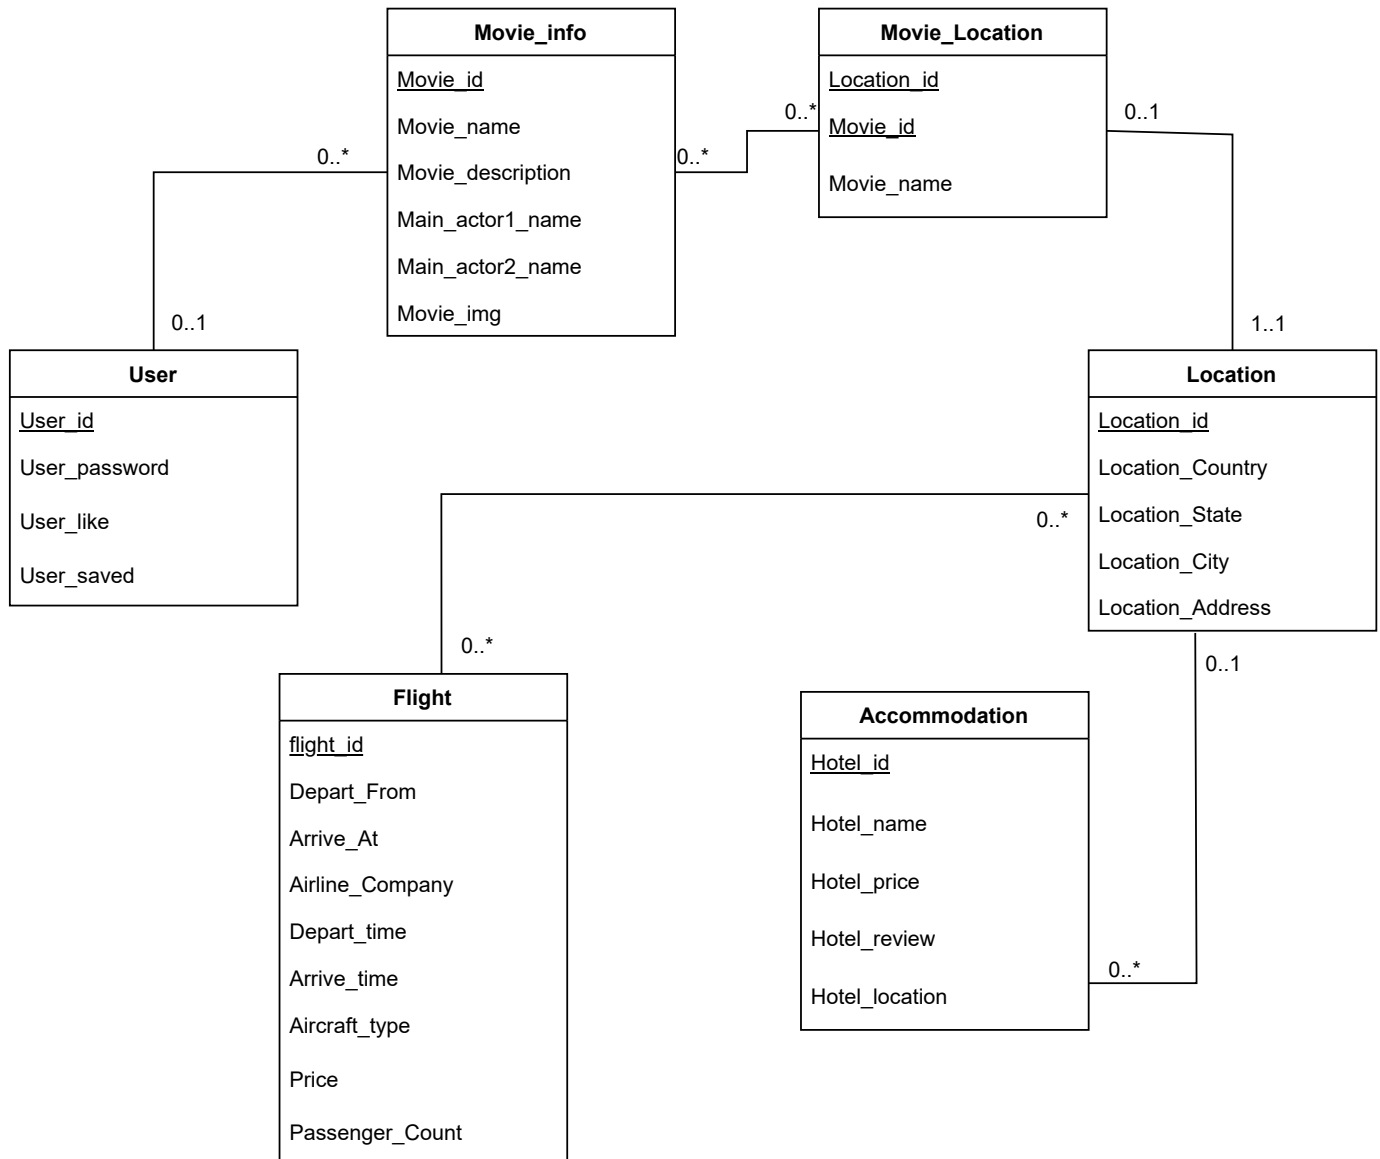 Movie_info
Movie_id
Movie_name
Movie_description
Main_actor1_name
Main_actor2_name
Movie_img
Movie_Location
Location_id
Movie_id
Movie_name
0..*
0..*
0..*
0..1
0..1
1..1
User
User_id
User_password
User_like
User_saved
Location
Location_id
Location_Country
Location_State
Location_City
Location_Address
0..*
0..*
0..1
0..*
Flight
flight_id
Depart_From
Arrive_At
Airline_Company
Depart_time
Arrive_time
Aircraft_type
Price
Passenger_Count
Accommodation
Hotel_id
Hotel_name
Hotel_price
Hotel_review
Hotel_location